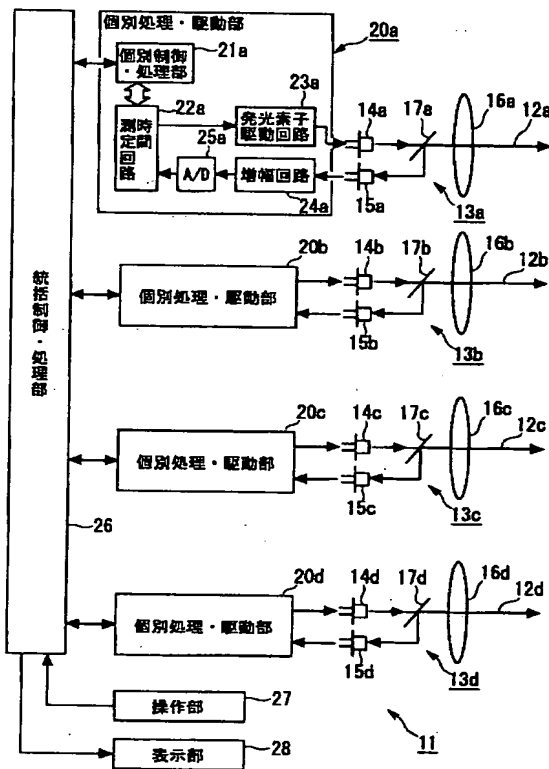 個別処理・駆動部
20a
個別制御
・処理部
21a
22a
時間
測定
回路
23a
発光素子
駆動回路
25a
A/D
増幅回路
24a
14a
15a
17a
16a
12a
13a
20b
個別処理・駆動部
14b
15b
17b
16b
12b
13b
統括制御・処理部
26
20c
個別処理・駆動部
14c
15c
17c
16c
12c
13c
20d
個別処理・駆動部
14d
15d
17d
16d
12d
13d
操作部
27
表示部
28
11